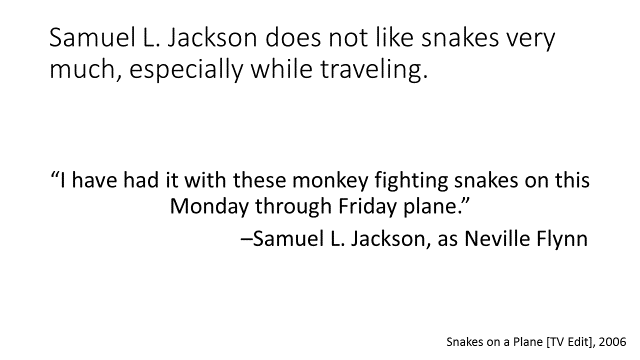 Samuel L. Jackson does not like snakes very
much, especially while traveling.
“I have had it with these monkey fighting snakes on this
Monday through Friday plane.”
–Samuel L. Jackson, as Neville Flynn
Snakes on a Plane [TV Edit], 2006